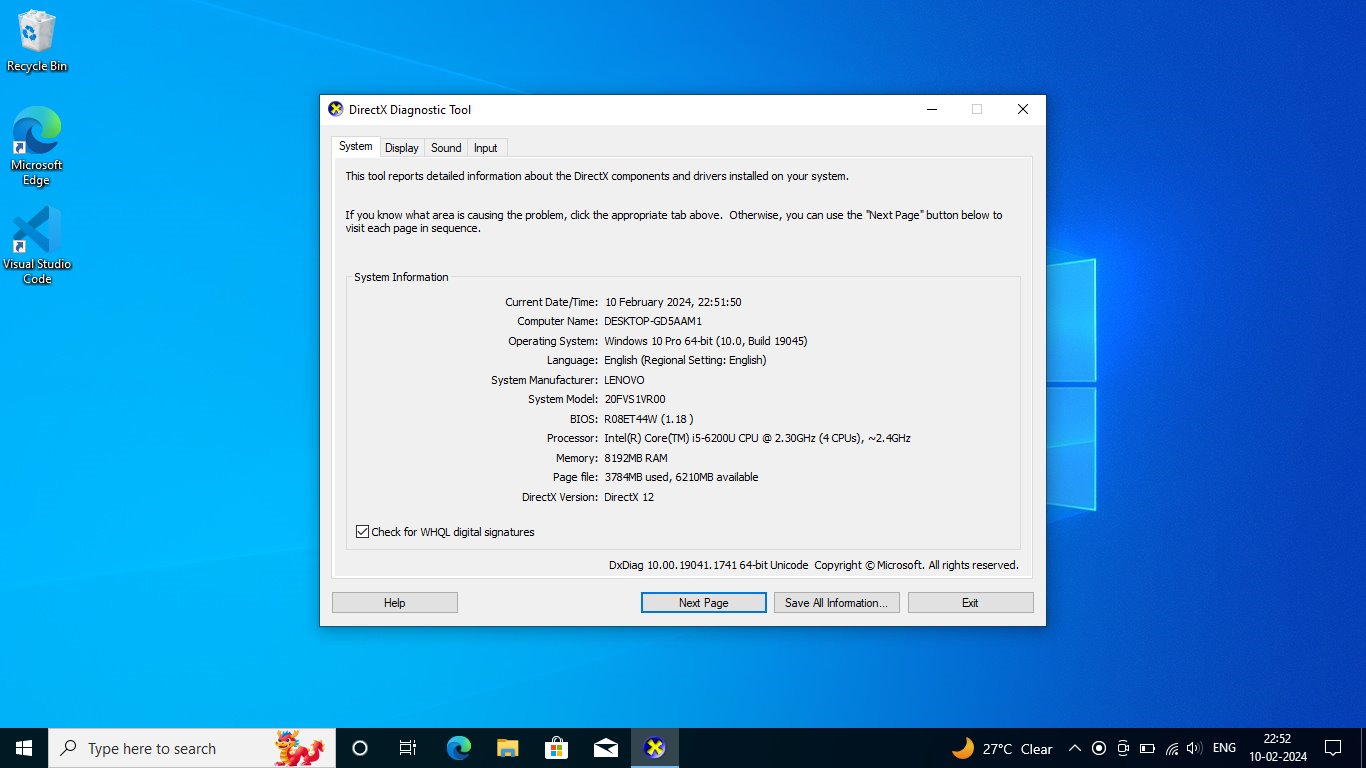 Recycle Bin
Microsoft
Edge
Visual Studio
Code
DirectX Diagnostic Tool
System Display Sound Input
This tool reports detailed information about the DirectX components and drivers installed on your system.
If you know what area is causing the problem, click the appropriate tab above.  Otherwise, you can use the "Next Page" button below to
visit each page in sequence.
System Information
Current Date/Time: 10 February 2024, 22:51:50
Computer Name: DESKTOP-GD5AAM1
Operating System: Windows 10 Pro 64-bit (10.0, Build 19045)
Language: English (Regional Setting: English)
System Manufacturer: LENOVO
System Model: 20FVS1VR00
BIOS: R08ET44W (1.18 )
Processor: Intel(R) Core(TM) i5-6200U CPU @ 2.30GHz (4 CPUs), ~2.4GHz
Memory: 8192MB RAM
Page file: 3784MB used, 6210MB available
DirectX Version: DirectX 12
Check for WHQL digital signatures
DxDiag 10.00.19041.1741 64-bit Unicode  Copyright © Microsoft. All rights reserved.
Help Next Page Save All Information... Exit
Type here to search
27°C Clear
ENG
22:52
10-02-2024